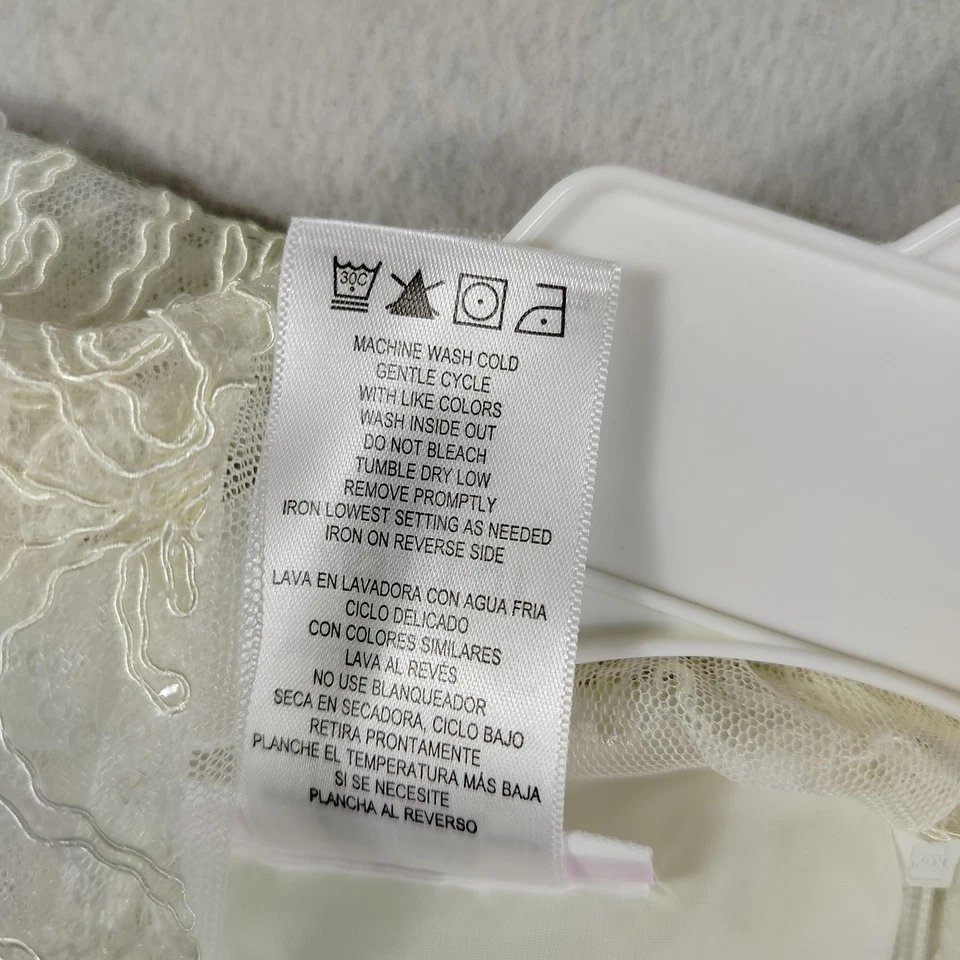 30C
MACHINE WASH COLD
GENTLE CYCLE
WITH LIKE COLORS
WASH INSIDE OUT
DO NOT BLEACH
TUMBLE DRY LOW
REMOVE PROMPTLY
IRON LOWEST SETTING AS NEEDED
IRON ON REVERSE SIDE
LAVA EN LAVADORA CON AGUA FRIA
CICLO DELICADO
CON COLORES SIMILARES
LAVA AL REVÉS
NO USE BLANQUEADOR
SECA EN SECADORA, CICLO BAJO
RETIRA PRONTAMENTE
PLANCHE EL TEMPERATURA MÁS BAJA
SI SE NECESITE
PLANCHA AL REVERSO